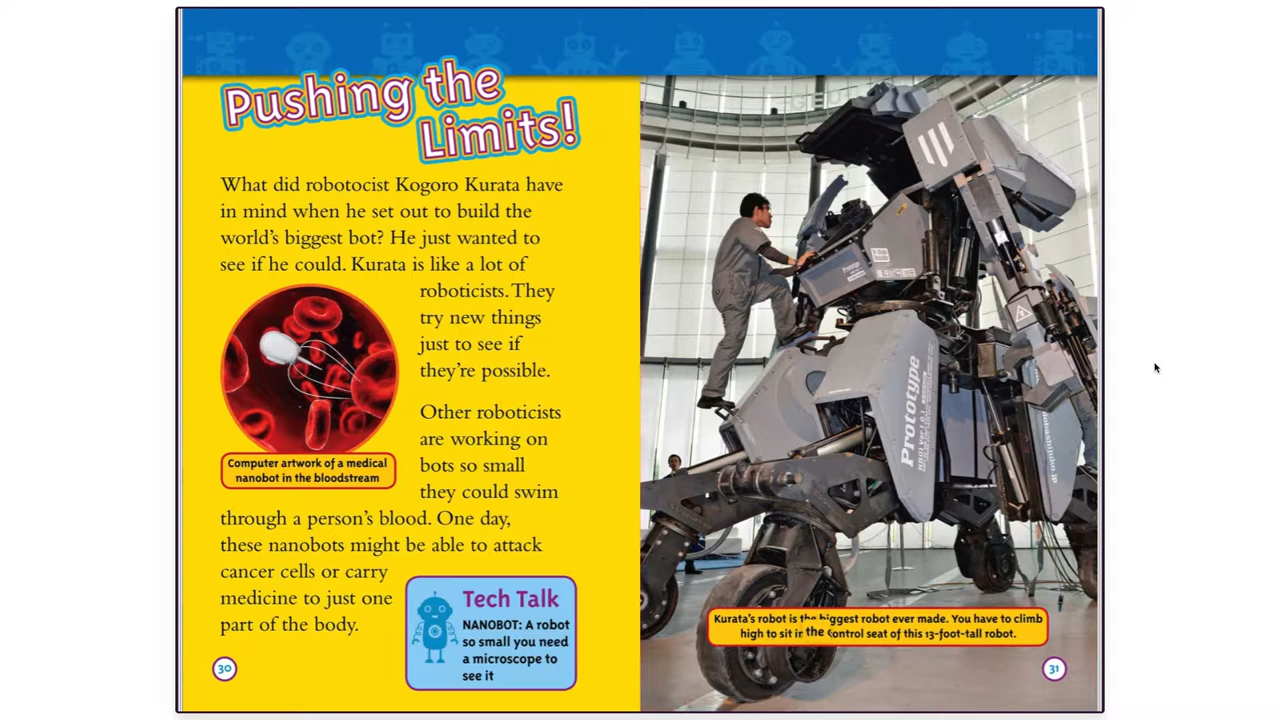 Pushing the
Limits!
What did robotocist Kogoro Kurata have
in mind when he set out to build the
world's biggest bot? He just wanted to
see if he could. Kurata is like a lot of
roboticists. They
try new things
just to see if
they're possible.
Other roboticists
are working on
bots so small
they could swim
through a person's blood. One day,
these nanobots might be able to attack
cancer cells or carry
medicine to just one
part of the body.
Computer artwork of a medical
nanobot in the bloodstream
Tech Talk
NANOBOT: A robot
so small you need
a microscope to
see it
30
Prototype
Prototype
Kurata's robot is the biggest robot ever made. You have to climb
high to sit in the control seat of this 13-foot-tall robot.
31